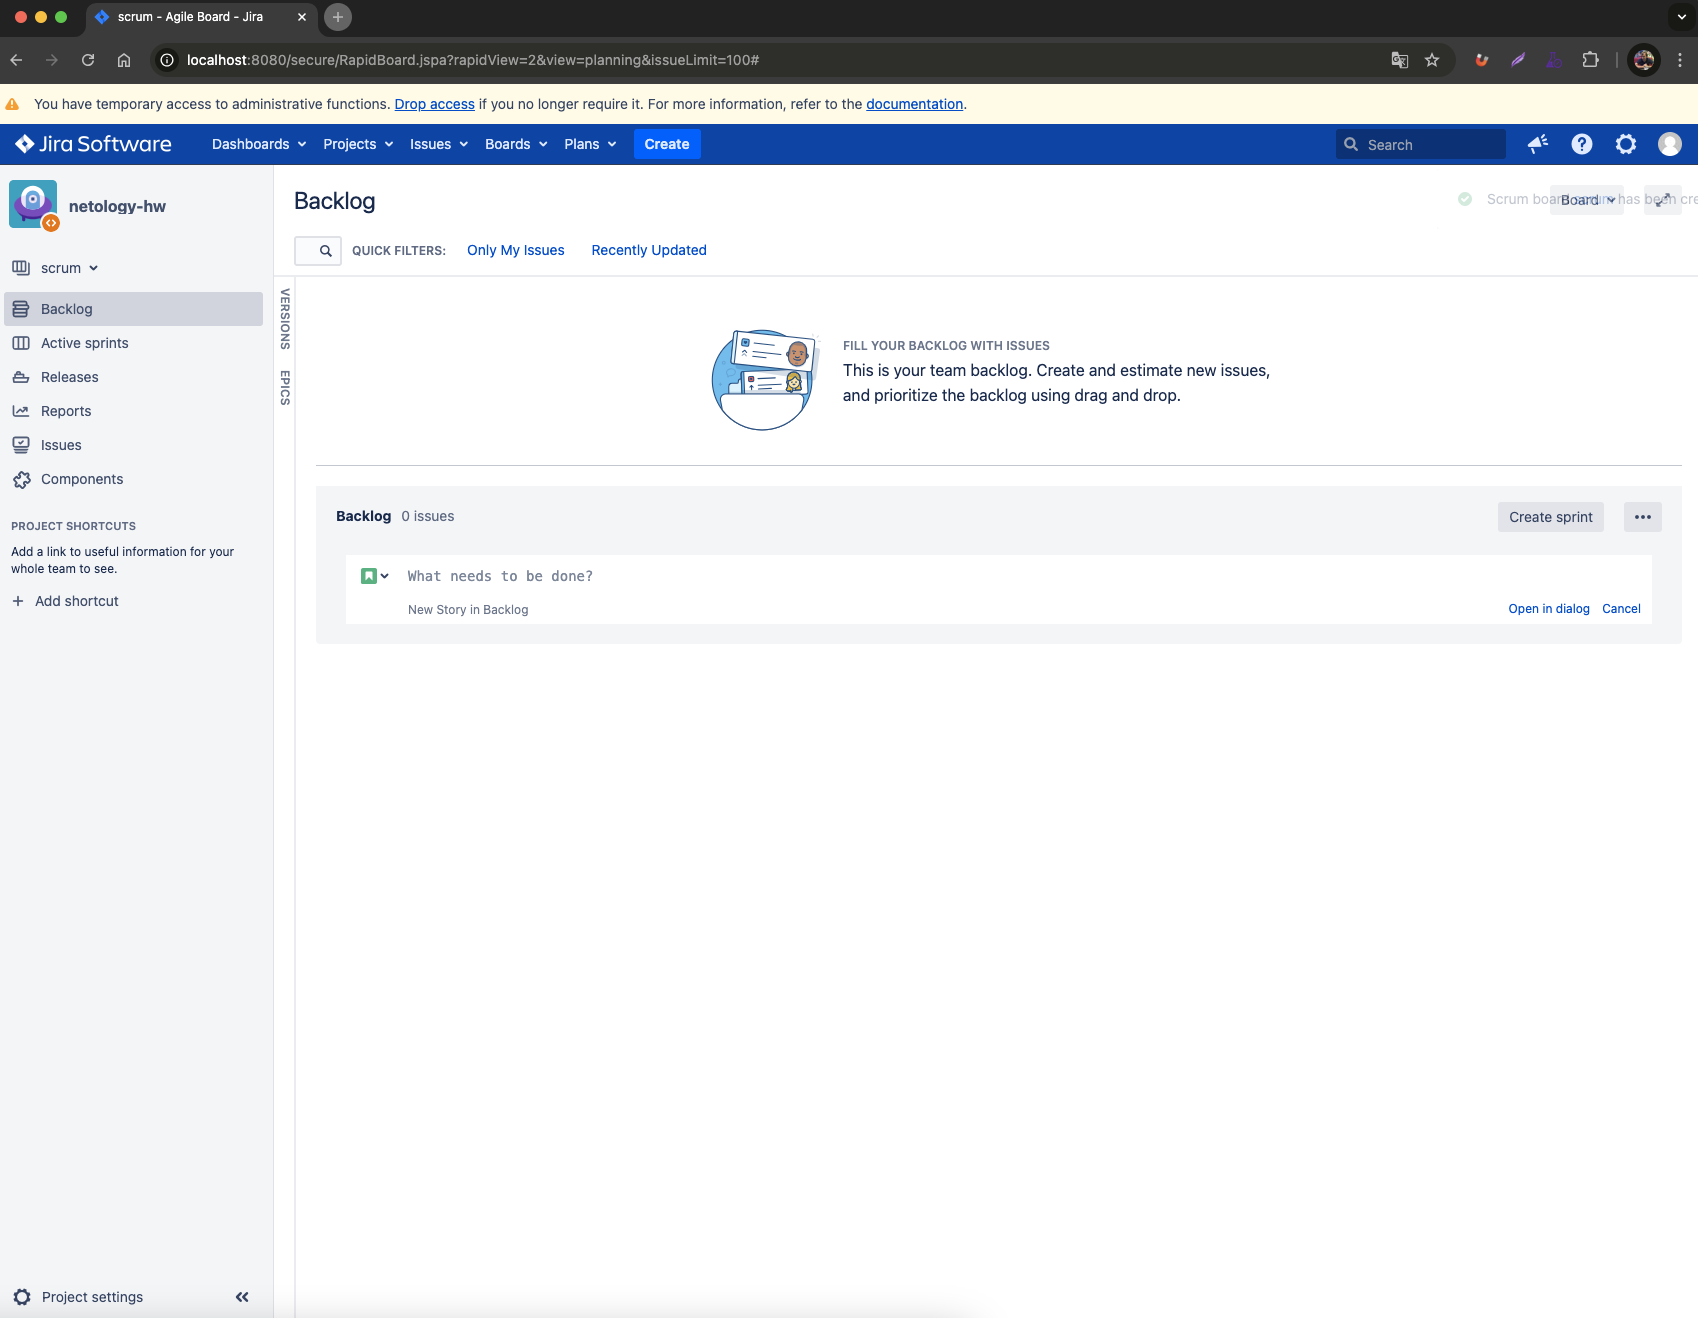 scrum - Agile Board - Jira
localhost:8080/secure/RapidBoard.jspa?rapidView=2&view=planning&issueLimit=100#
You have temporary access to administrative functions. Drop access if you no longer require it. For more information, refer to the documentation.
Jira Software
Dashboards
Projects
Issues
Boards
Plans
Create
Search
netology-hw
scrum
Backlog
Active sprints
Releases
Reports
Issues
Components
PROJECT SHORTCUTS
Add a link to useful information for your
whole team to see.
Add shortcut
Project settings
Backlog
Scrum board scrum has been cre
Board
QUICK FILTERS:
Only My Issues
Recently Updated
VERSIONS
EPICS
FILL YOUR BACKLOG WITH ISSUES
This is your team backlog. Create and estimate new issues,
and prioritize the backlog using drag and drop.
Backlog 0 issues
Create sprint
What needs to be done?
New Story in Backlog
Open in dialog
Cancel